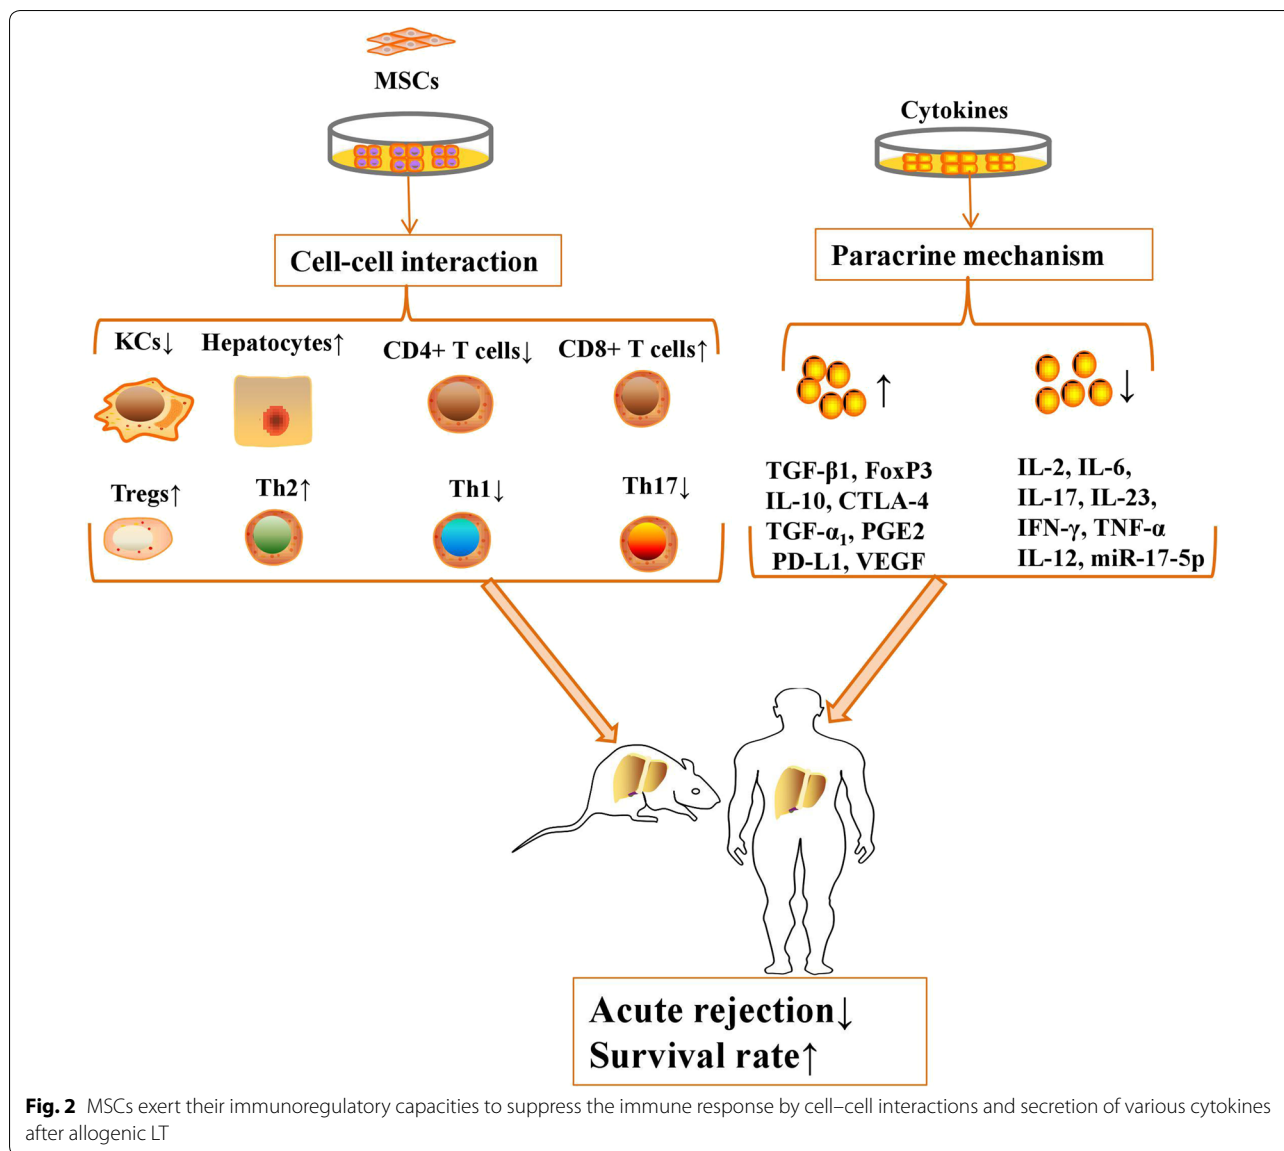 MSCs
Cytokines
Cell-cell interaction
Paracrine mechanism
KCs↓ Hepatocytes↑ CD4+ T cells↓ CD8+ T cells↑
Tregs↑ Th2↑ Th1↓ Th17↓
↑ ↓
TGF-β1, FoxP3
IL-10, CTLA-4
TGF-α₁, PGE2
PD-L1, VEGF
IL-2, IL-6,
IL-17, IL-23,
IFN-γ, TNF-α
IL-12, miR-17-5p
Acute rejection↓
Survival rate↑
Fig. 2 MSCs exert their immunoregulatory capacities to suppress the immune response by cell–cell interactions and secretion of various cytokines
after allogenic LT